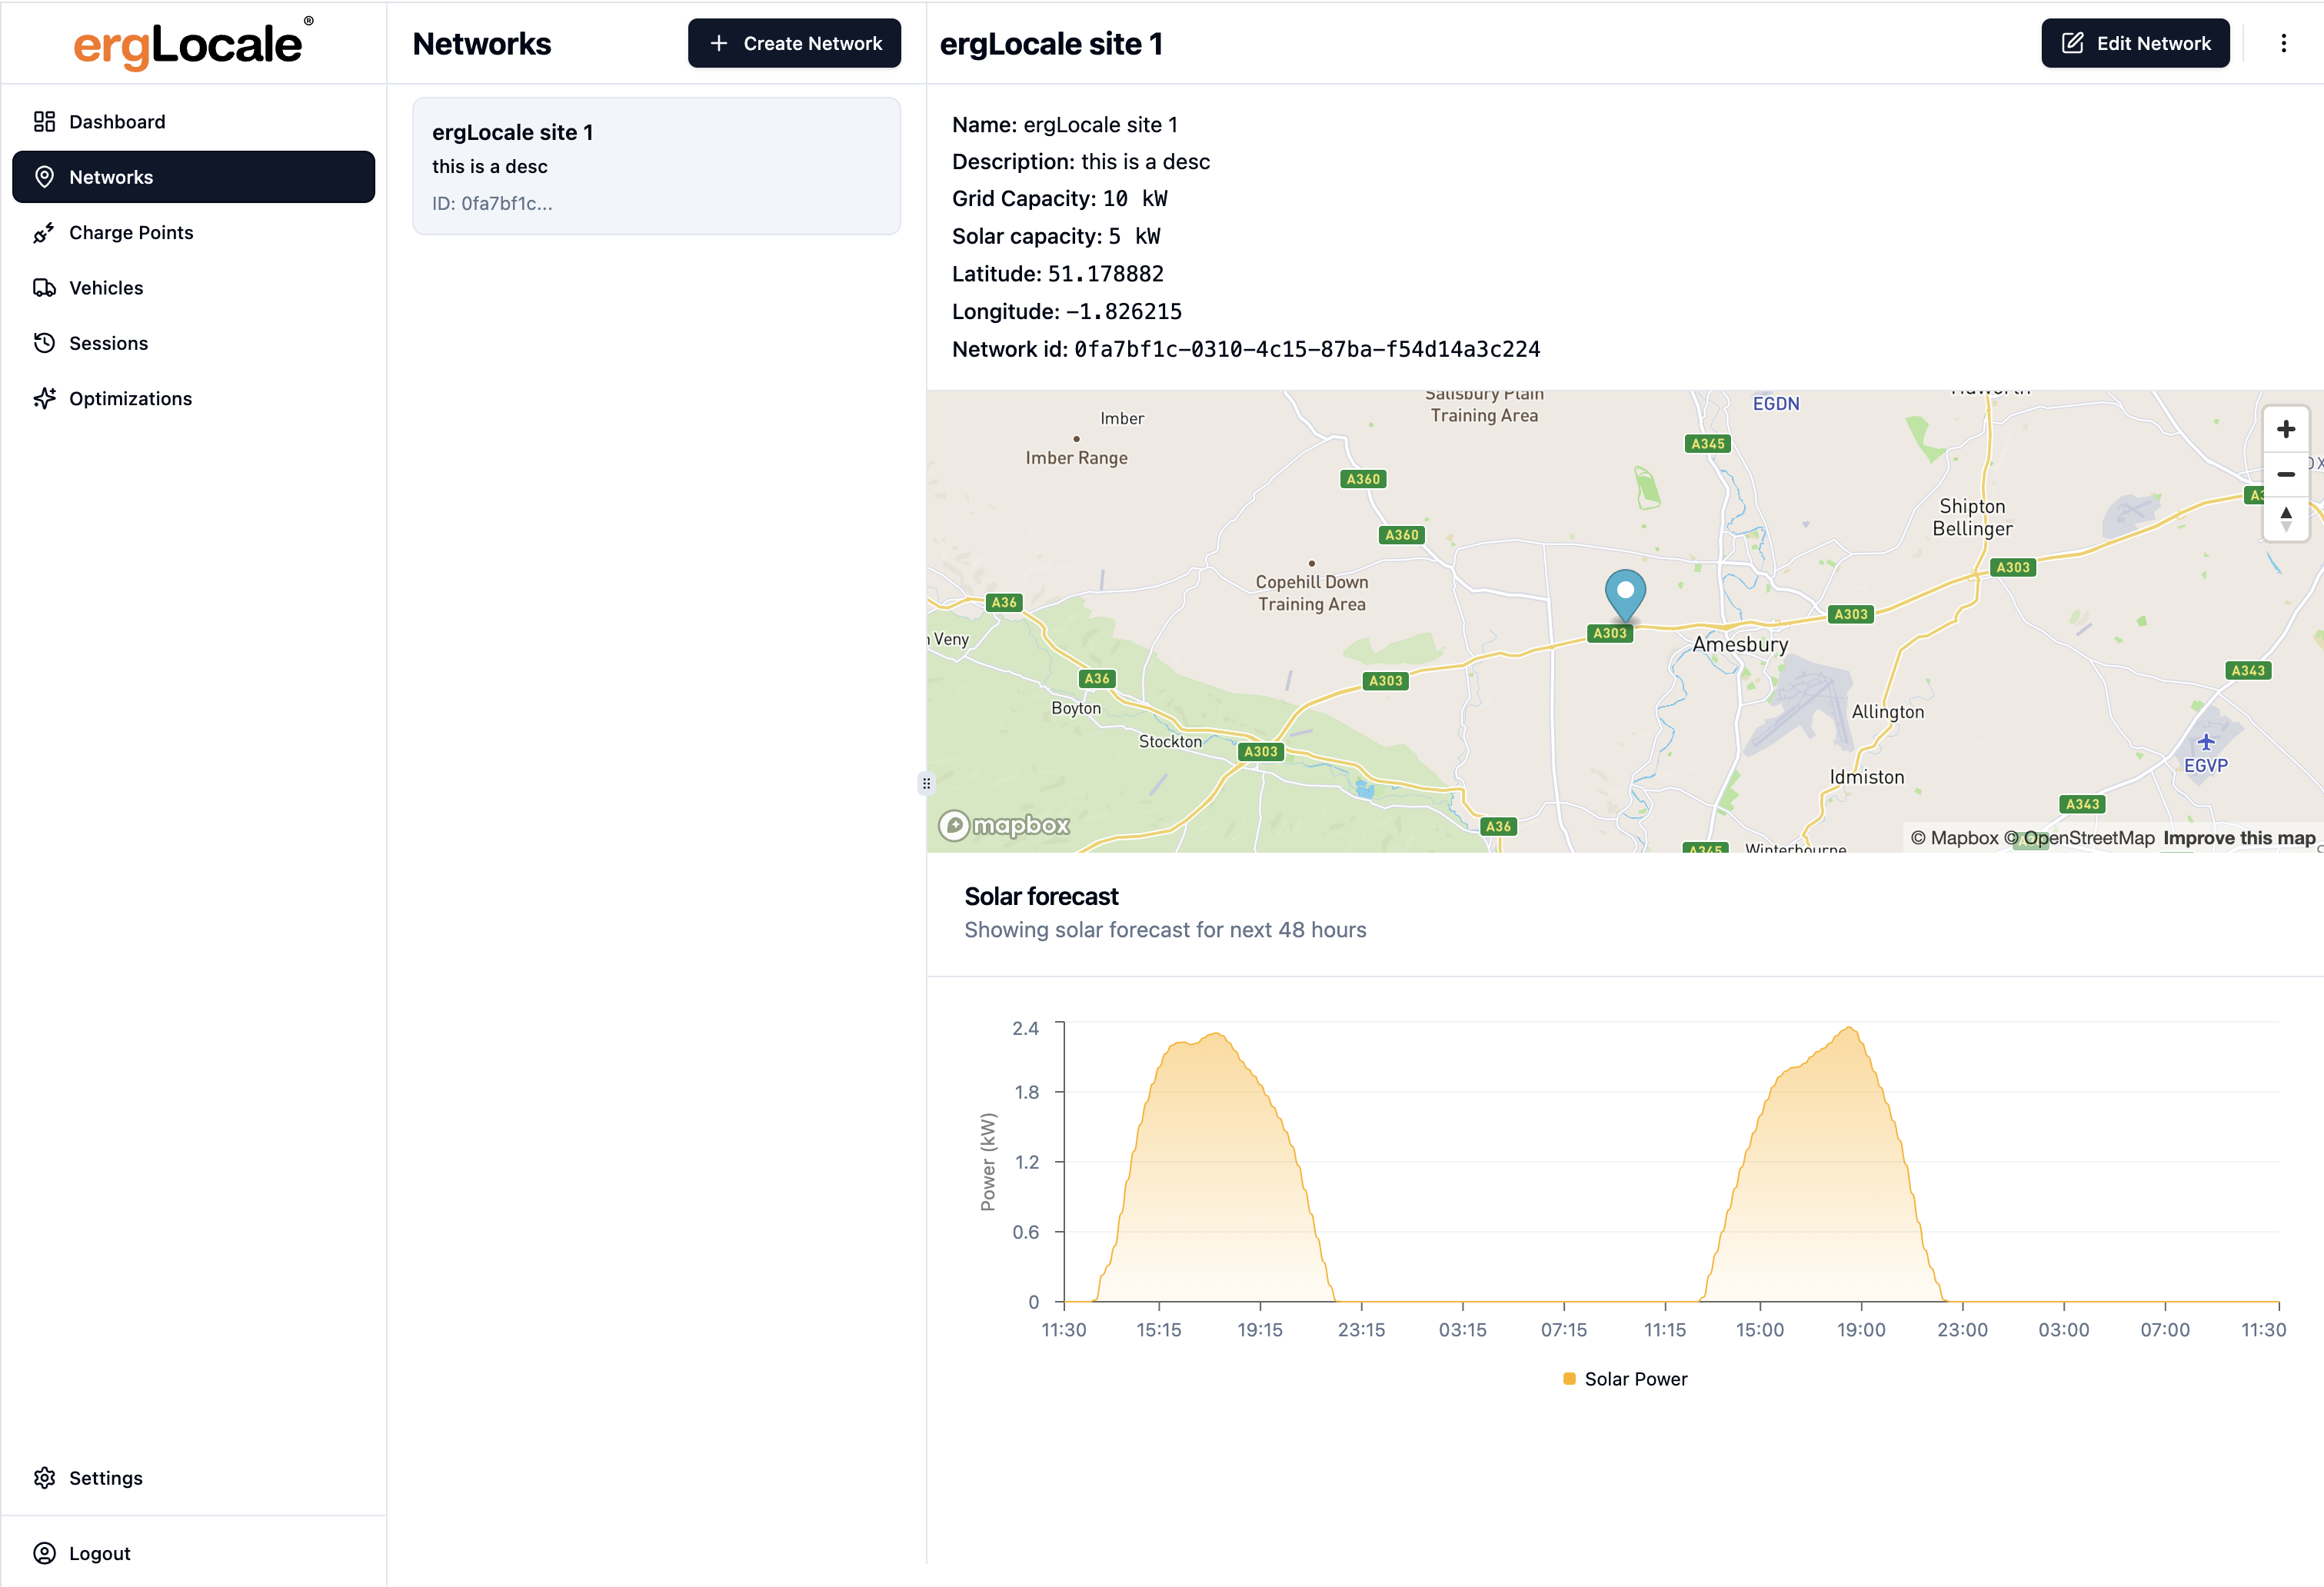 ergLocale®
Dashboard
Networks
Charge Points
Vehicles
Sessions
Optimizations
Settings
Logout
Networks
Create Network
ergLocale site 1
this is a desc
ID: 0fa7bf1c...
ergLocale site 1
Edit Network
Name: ergLocale site 1
Description: this is a desc
Grid Capacity: 10 kW
Solar capacity: 5 kW
Latitude: 51.178882
Longitude: -1.826215
Network id: 0fa7bf1c-0310-4c15-87ba-f54d14a3c224
Salisbury Plain
Training Area
EGDN
Imber
Imber Range
A345
A360
A360
Shipton
Bellinger
A303
Copehill Down
Training Area
A36
A303
A303
Veny
Amesbury
A36
A303
A343
Boyton
Allington
Stockton
A303
EGVP
Idmiston
A343
mapbox
A36
A345
Winterbourne
© Mapbox © OpenStreetMap Improve this map
Solar forecast
Showing solar forecast for next 48 hours
Power (kW)
2.4
1.8
1.2
0.6
0
11:30 15:15 19:15 23:15 03:15 07:15 11:15 15:00 19:00 23:00 03:00 07:00 11:30
Solar Power